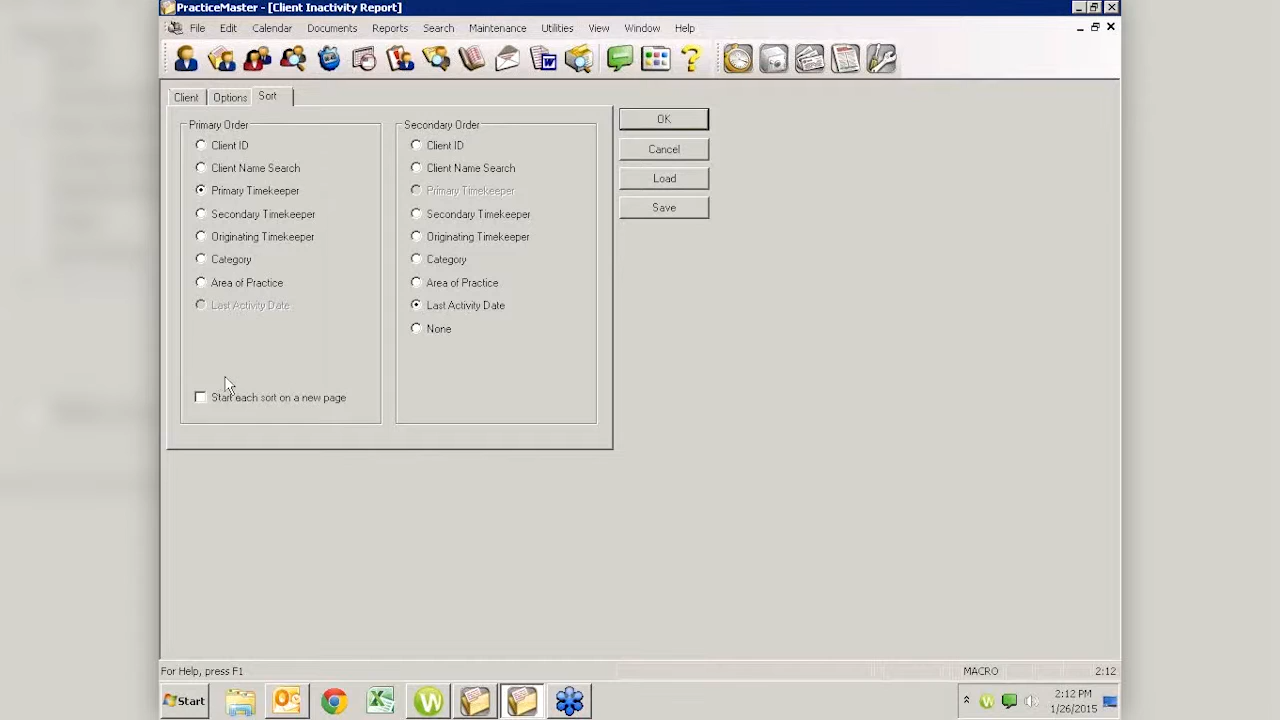 PracticeMaster - [Client Inactivity Report]
File Edit Calendar Documents Reports Search Maintenance Utilities View Window Help
Client Options Sort
Primary Order
Client ID
Client Name Search
Primary Timekeeper
Secondary Timekeeper
Originating Timekeeper
Category
Area of Practice
Last Activity Date
Start each sort on a new page
Secondary Order
Client ID
Client Name Search
Primary Timekeeper
Secondary Timekeeper
Originating Timekeeper
Category
Area of Practice
Last Activity Date
None
OK
Cancel
Load
Save
For Help, press F1
MACRO
2:12
Start
2:12 PM
1/26/2015